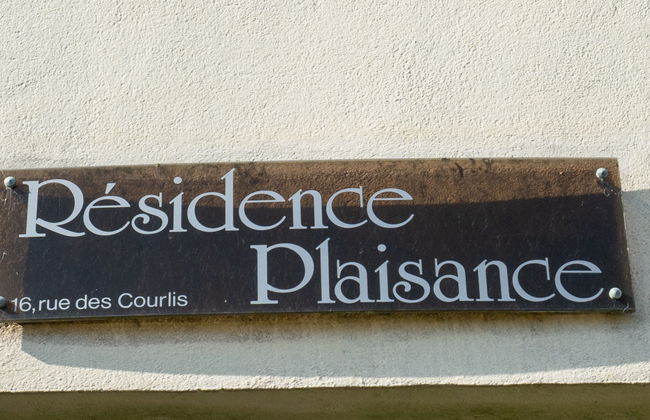 Résidence
Plaisance
16, rue des Courlis